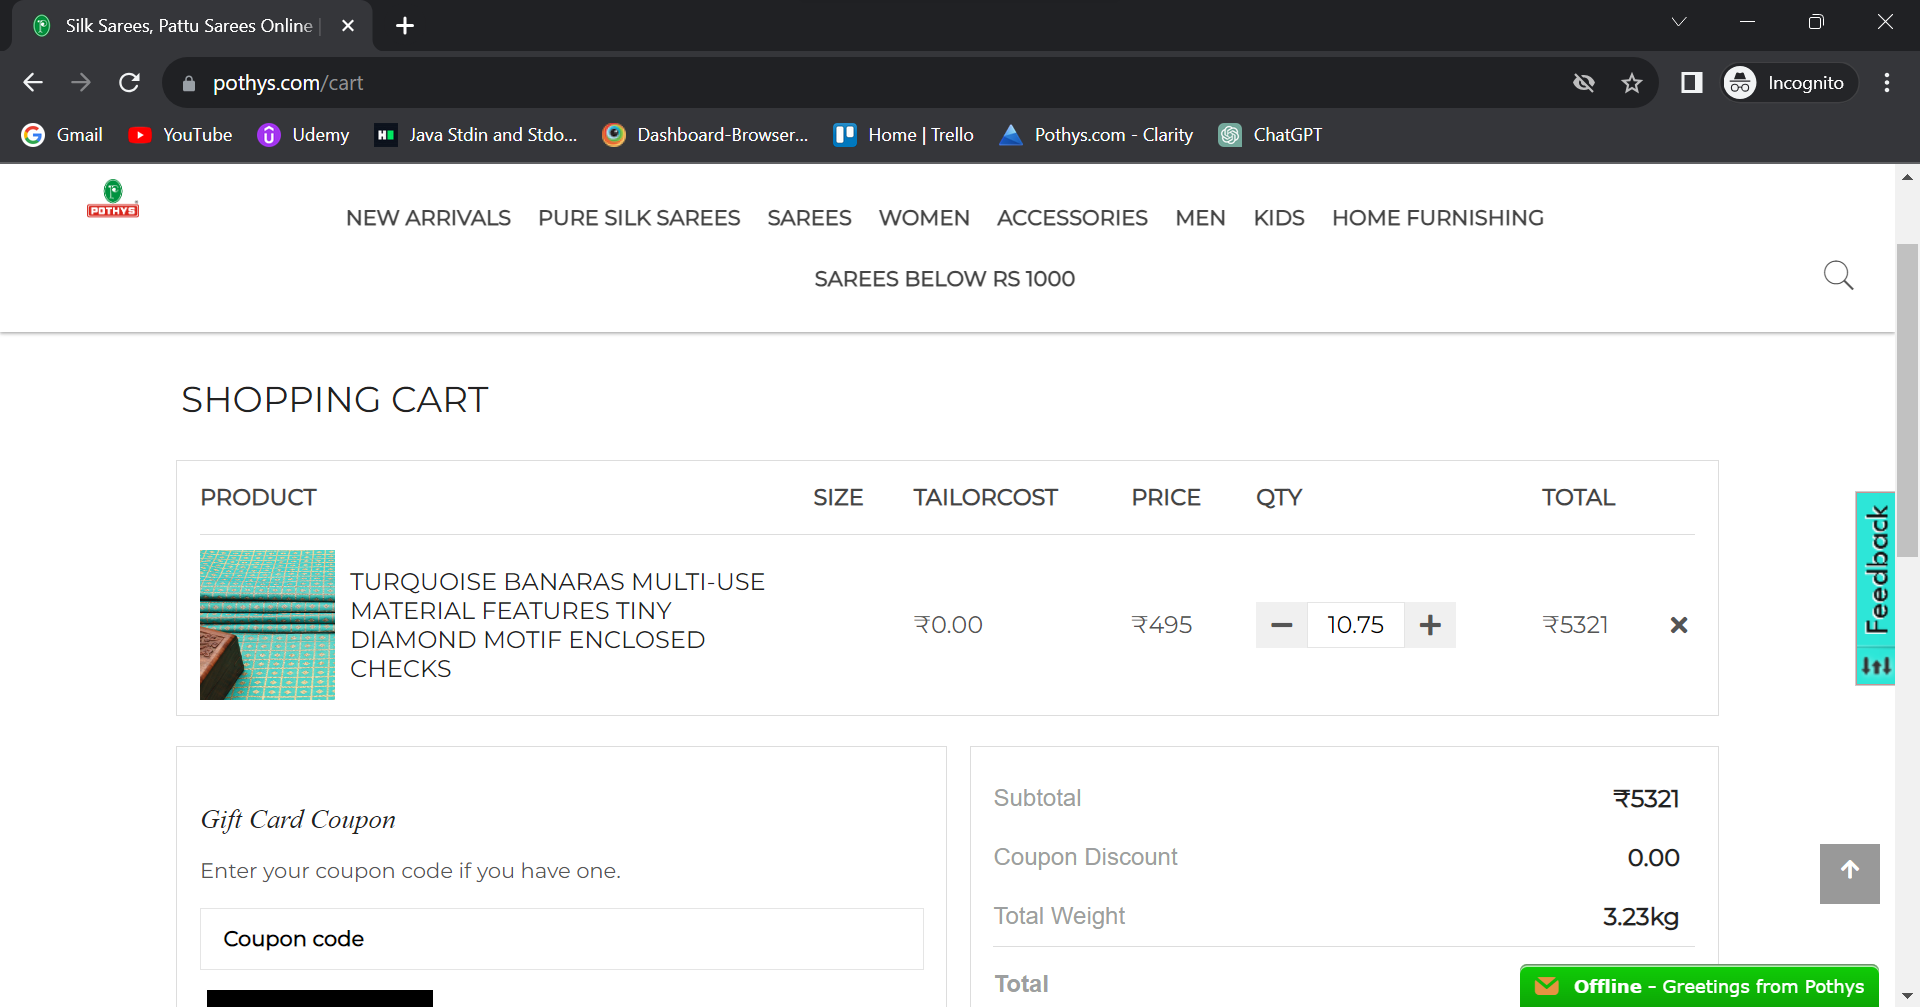 Silk Sarees, Pattu Sarees Online |
pothys.com/cart
Incognito
Gmail YouTube Udemy Java Stdin and Stdo... Dashboard-Browser... Home | Trello Pothys.com - Clarity ChatGPT
POTHYS
NEW ARRIVALS PURE SILK SAREES SAREES WOMEN ACCESSORIES MEN KIDS HOME FURNISHING
SAREES BELOW RS 1000
SHOPPING CART
PRODUCT SIZE TAILORCOST PRICE QTY TOTAL
TURQUOISE BANARAS MULTI-USE
MATERIAL FEATURES TINY
DIAMOND MOTIF ENCLOSED
CHECKS
₹0.00 ₹495 10.75 ₹5321
Feedback
Gift Card Coupon
Enter your coupon code if you have one.
Coupon code
Subtotal ₹5321
Coupon Discount 0.00
Total Weight 3.23kg
Total
Offline - Greetings from Pothys